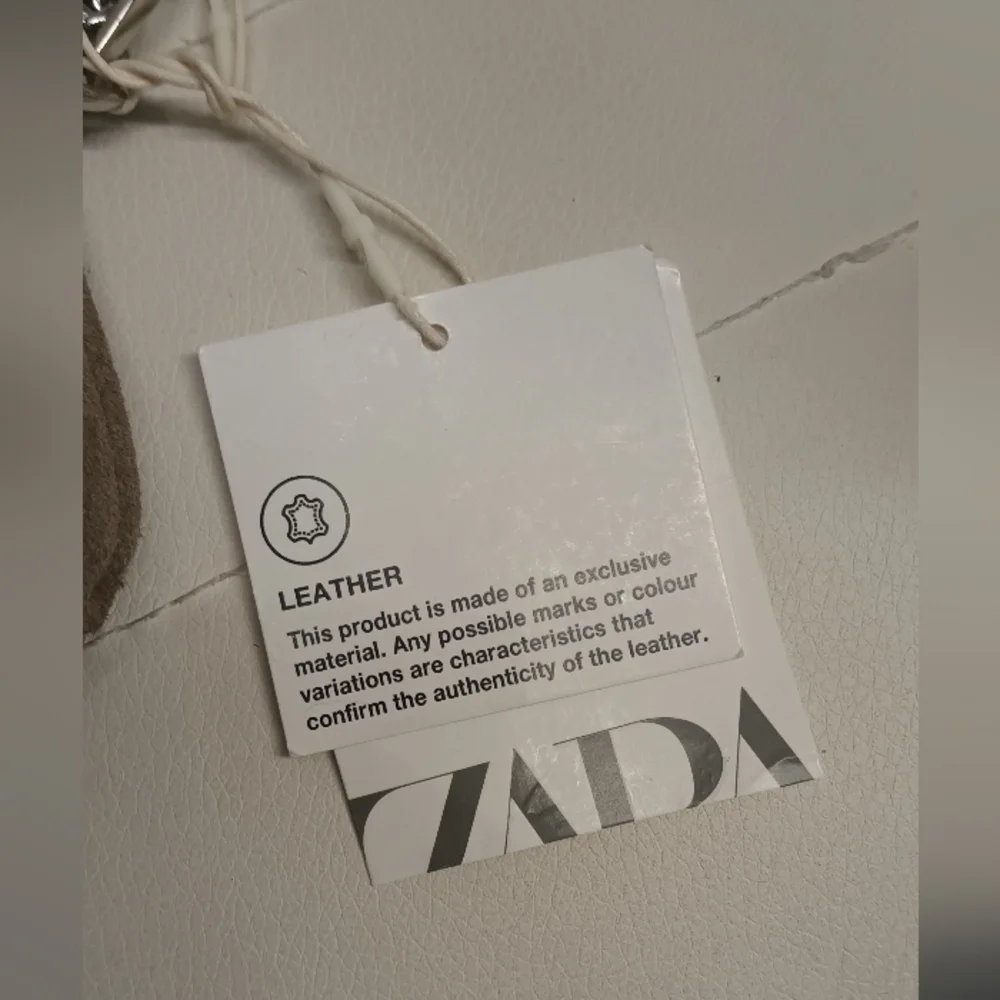 LEATHER
This product is made of an exclusive
material. Any possible marks or colour
variations are characteristics that
confirm the authenticity of the leather.
ZARA